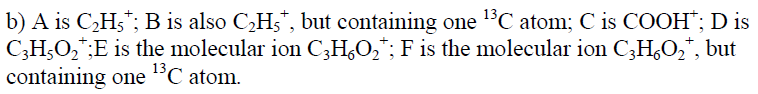 b) A is C₂H₅⁺; B is also C₂H₅⁺, but containing one ¹³C atom; C is COOH⁺; D is
C₃H₅O₂⁺;E is the molecular ion C₃H₆O₂⁺; F is the molecular ion C₃H₆O₂⁺, but
containing one ¹³C atom.